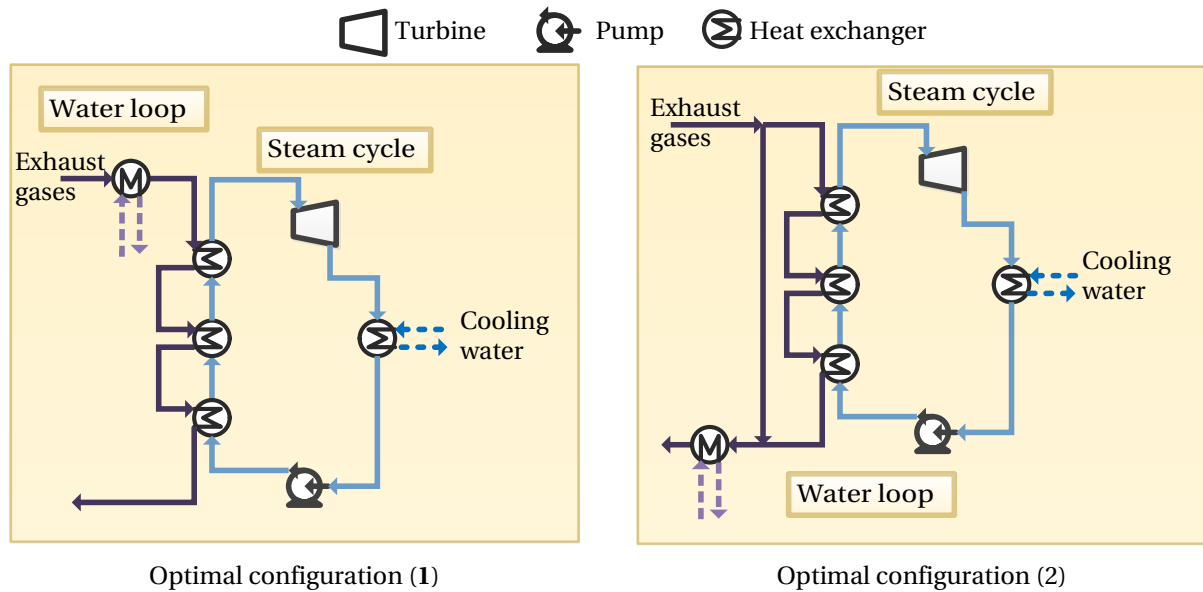 Turbine
Pump
Heat exchanger
Water loop
Exhaust
gases
Steam cycle
Cooling
water
Optimal configuration (1)
Steam cycle
Exhaust
gases
Cooling
water
Water loop
Optimal configuration (2)